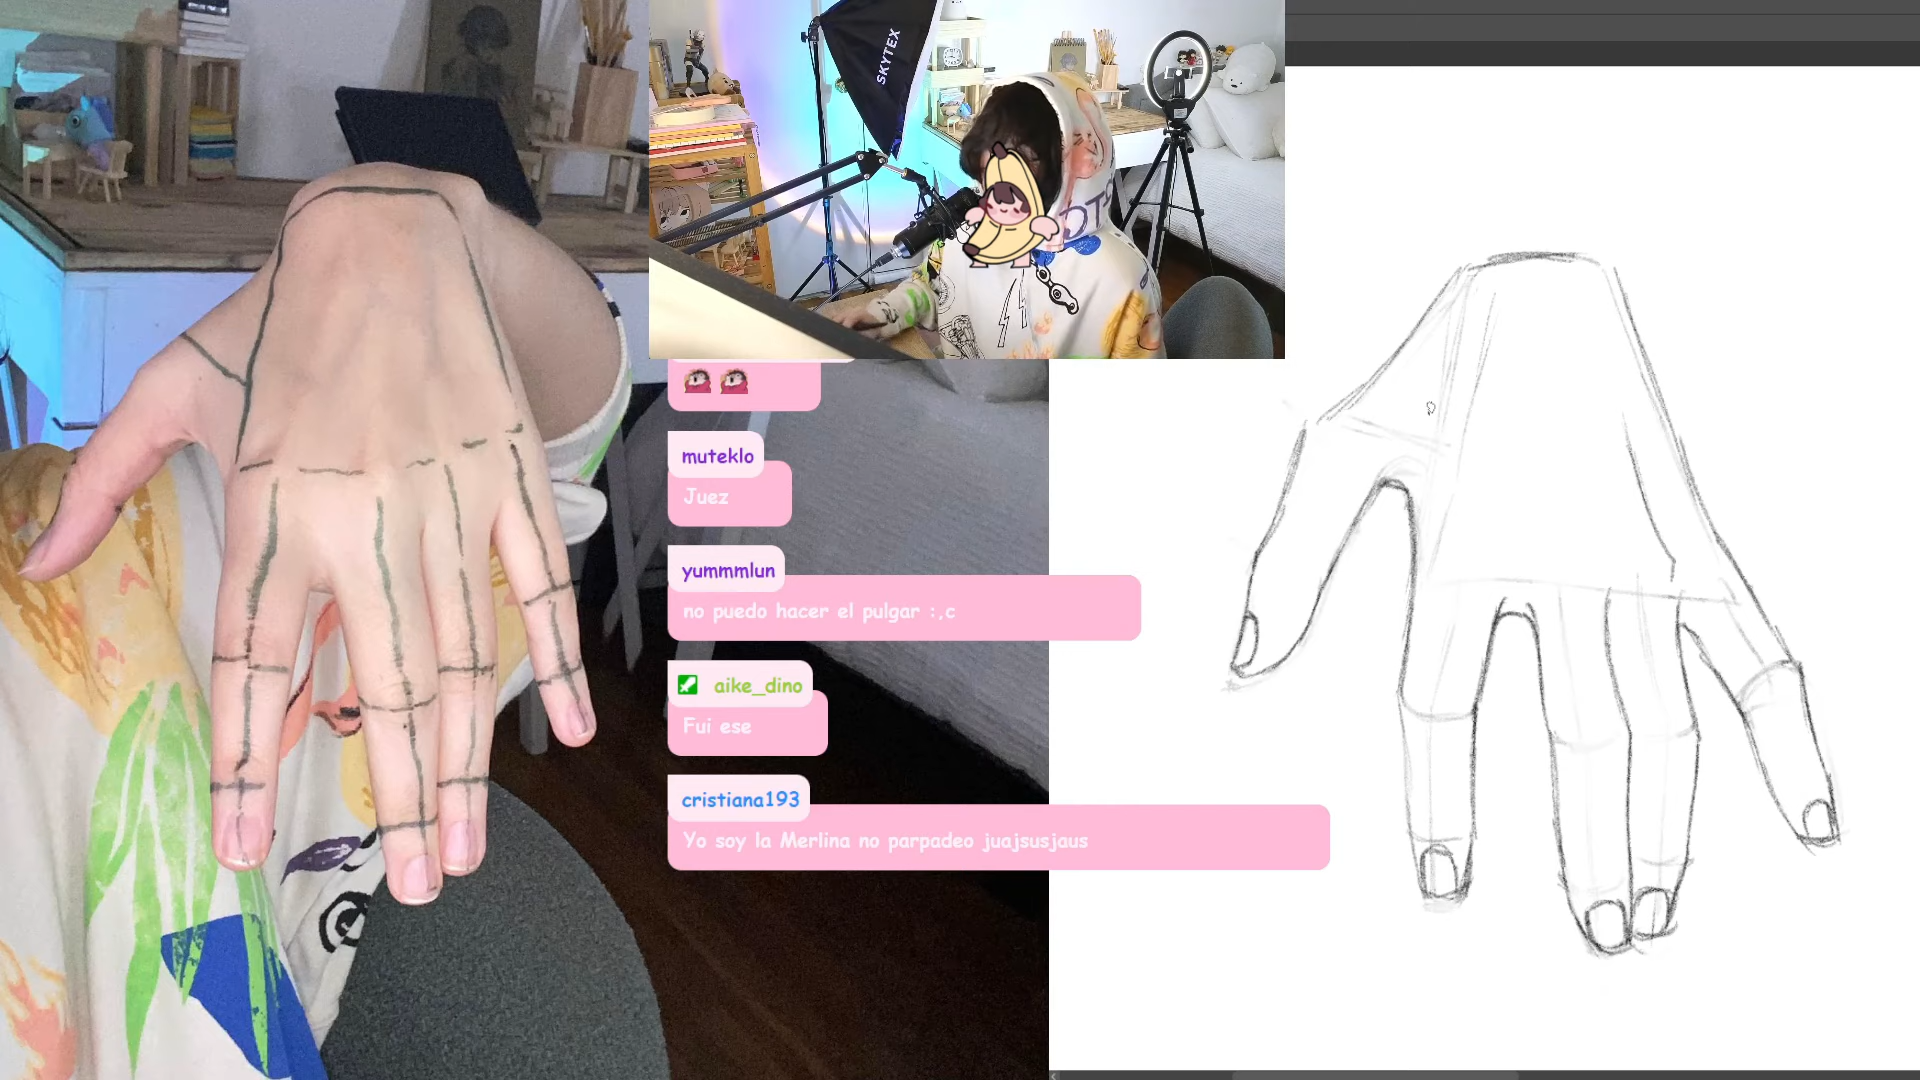 SKYTEX
muteklo
Juez
yummmlun
no puedo hacer el pulgar :,c
aike_dino
Fui ese
cristiana193
Yo soy la Merlina no parpadeo juajsusjaus